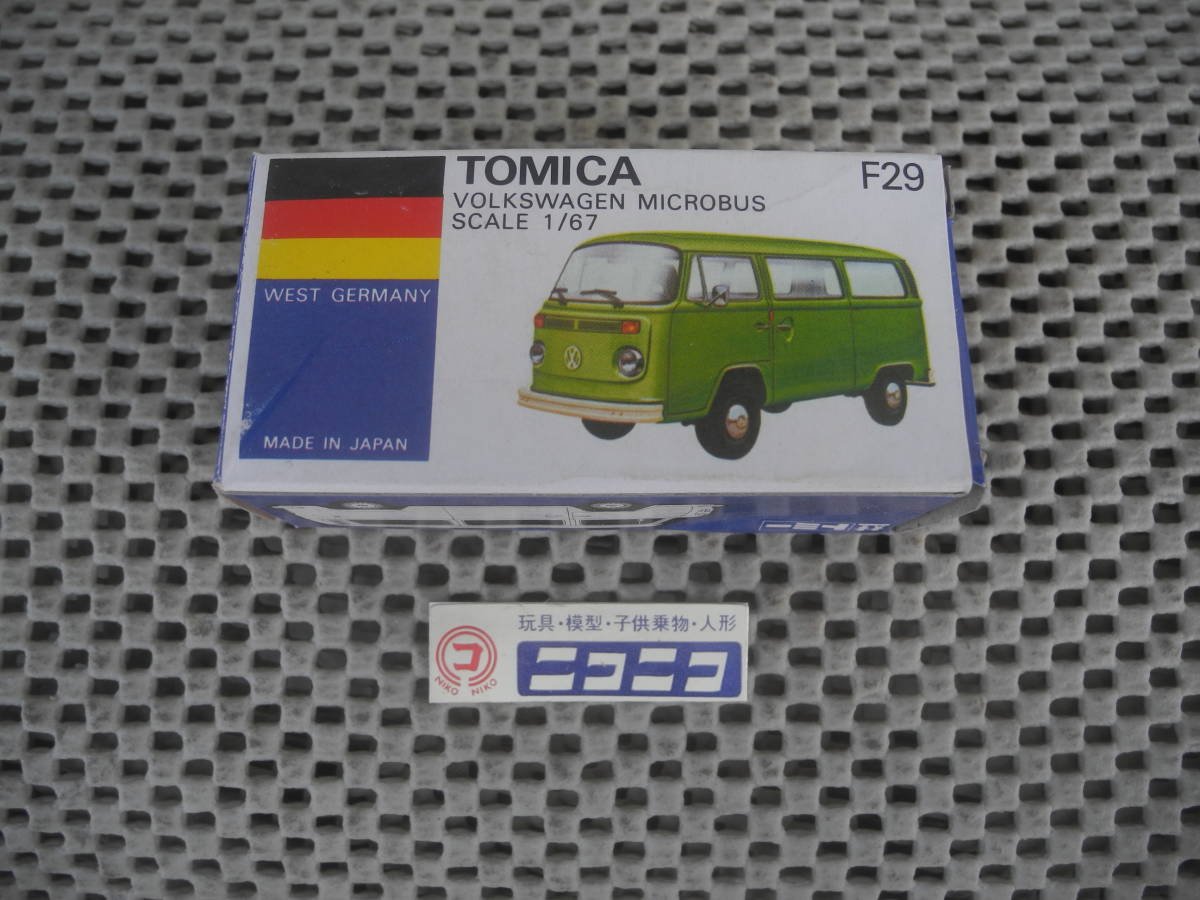 TOMICA
F29
VOLKSWAGEN MICROBUS
SCALE 1/67
WEST GERMANY
MADE IN JAPAN
玩具・模型・子供乗物・人形
コ
NIKO NIKO
ニコニコ